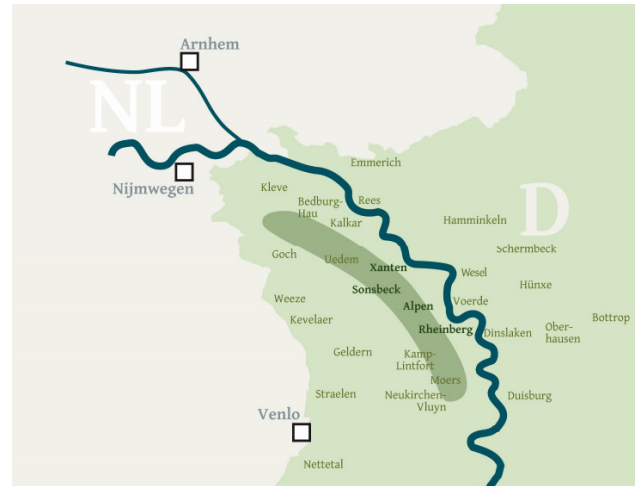 Arnhem
NL
Nijmwegen
Emmerich
Kleve
Bedburg-
Hau
Rees
Kalkar
Hamminkeln
D
Schermbeck
Goch
Uedem
Xanten
Wesel
Sonsbeck
Hünxe
Weeze
Alpen
Voerde
Kevelaer
Rheinberg
Dinslaken
Ober-
hausen
Bottrop
Geldern
Kamp-
Lintfort
Moers
Straelen
Neukirchen-
Vluyn
Duisburg
Venlo
Nettetal